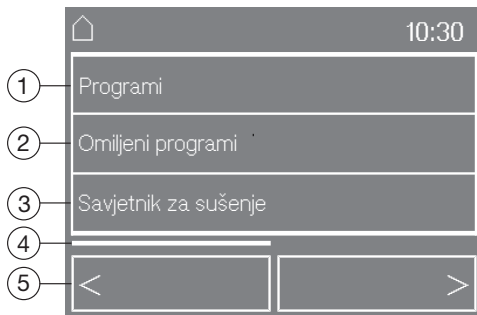 10:30
1 Programi
2 Omiljeni programi
3 Savjetnik za sušenje
4
5 < >